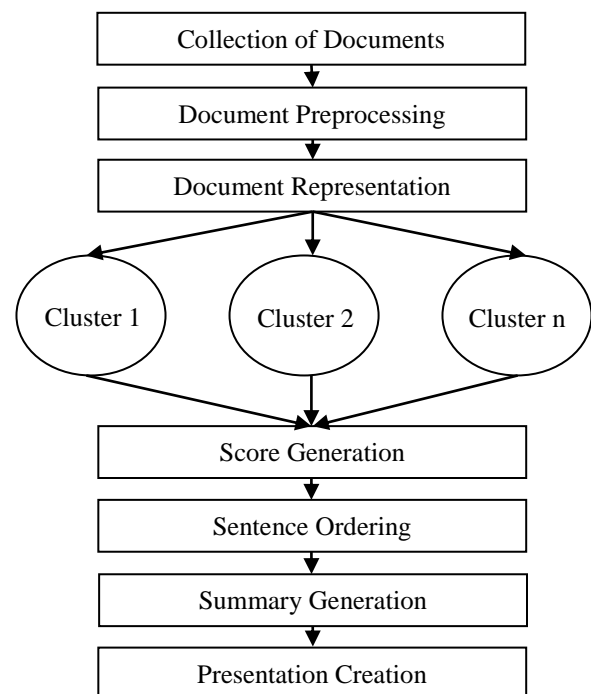 Collection of Documents
Document Preprocessing
Document Representation
Cluster 1
Cluster 2
Cluster n
Score Generation
Sentence Ordering
Summary Generation
Presentation Creation